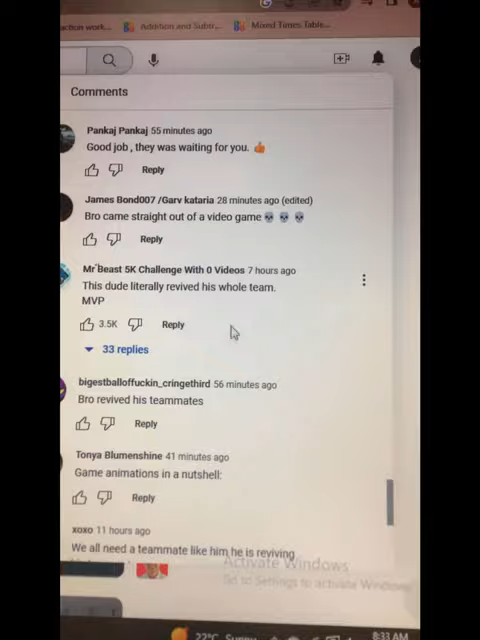 action work...
Addition and Subtr...
Mixed Times Table...
Comments
Pankaj Pankaj 55 minutes ago
Good job , they was waiting for you. 👍
Reply
James Bond007 /Garv kataria 28 minutes ago (edited)
Bro came straight out of a video game 💀 💀 💀
Reply
Mr Beast 5K Challenge With 0 Videos 7 hours ago
This dude literally revived his whole team.
MVP
3.5K Reply
33 replies
bigestballoffuckin_cringethird 56 minutes ago
Bro revived his teammates
Reply
Tonya Blumenshine 41 minutes ago
Game animations in a nutshell:
Reply
xoxo 11 hours ago
We all need a teammate like him he is reviving
Activate Windows
Go to Settings to activate Windows
22°C Sunny
8:33 AM